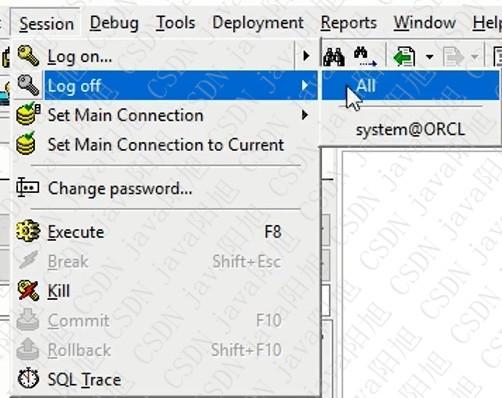 Session Debug Tools Deployment Reports Window Help
Log on...
Log off
All
system@ORCL
Set Main Connection
Set Main Connection to Current
Change password...
Execute F8
Break Shift+Esc
Kill
Commit F10
Rollback Shift+F10
SQL Trace
CSDN java阳旭